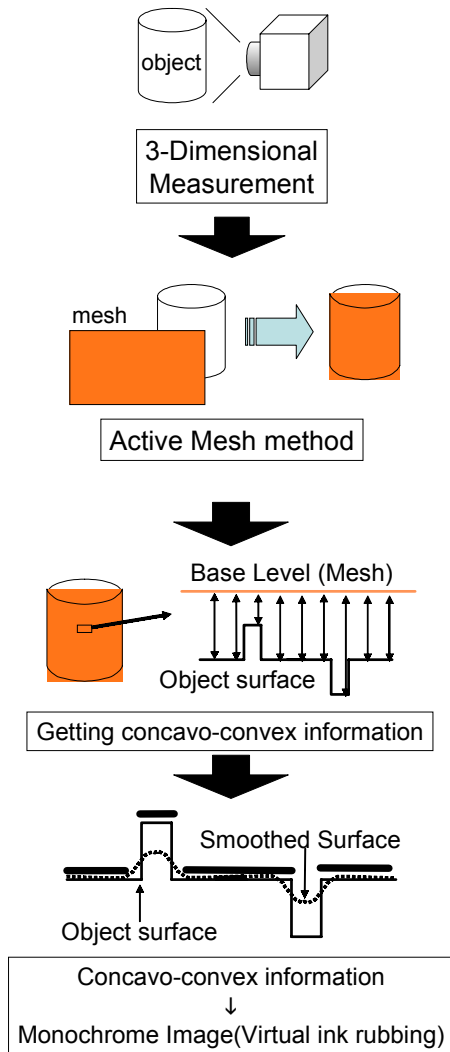 object
3-Dimensional
Measurement
mesh
Active Mesh method
Base Level (Mesh)
Object surface
Getting concavo-convex information
Smoothed Surface
Object surface
Concavo-convex information
↓
Monochrome Image(Virtual ink rubbing)